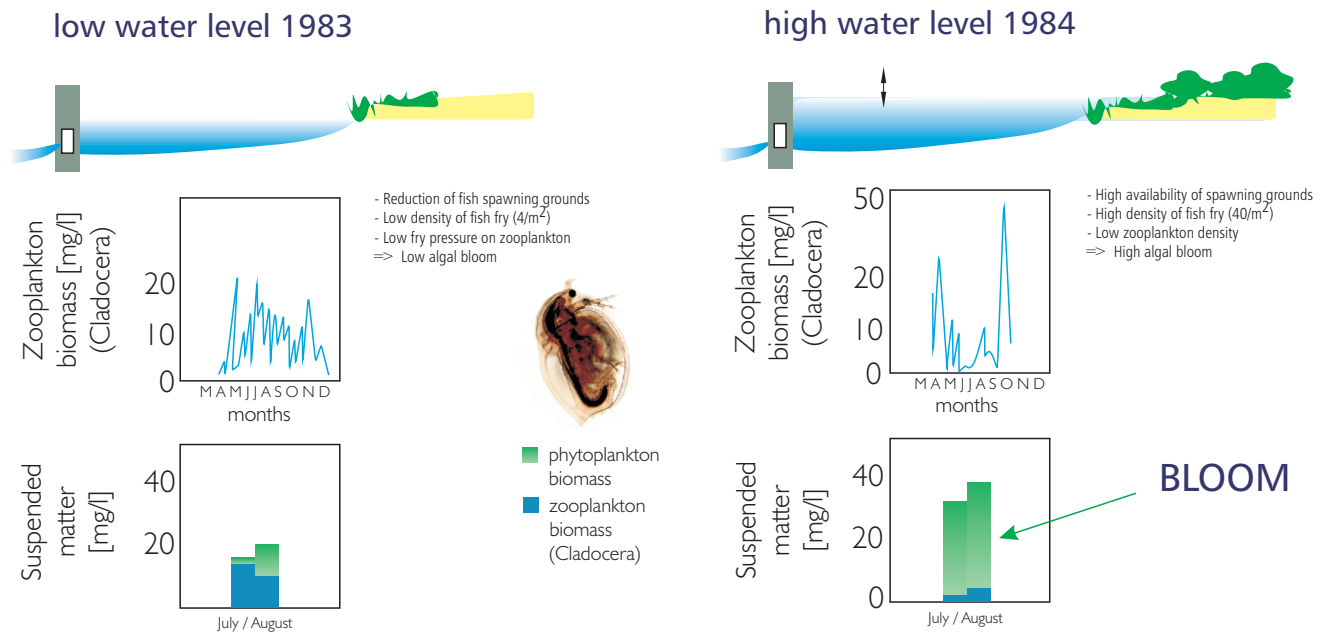 low water level 1983
high water level 1984
- Reduction of fish spawning grounds
- Low density of fish fry (4/m2)
- Low fry pressure on zooplankton
=> Low algal bloom
- High availability of spawning grounds
- High density of fish fry (40/m2)
- Low zooplankton density
=> High algal bloom
Zooplankton
biomass [mg/l]
(Cladocera)
20
10
0
M A M J J A S O N D
months
Zooplankton
biomass [mg/l]
(Cladocera)
50
20
10
0
M A M J J A S O N D
months
Suspended
matter
[mg/l]
40
20
July / August
phytoplankton
biomass
zooplankton
biomass
(Cladocera)
Suspended
matter
[mg/l]
40
20
0
July / August
BLOOM